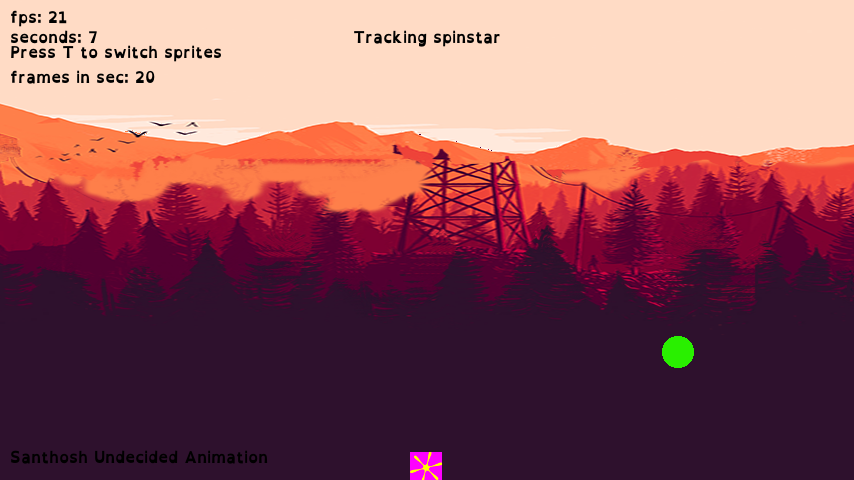 fps: 21
seconds: 7
Tracking spinstar
Press T to switch sprites
frames in sec: 20
Santhosh Undecided Animation